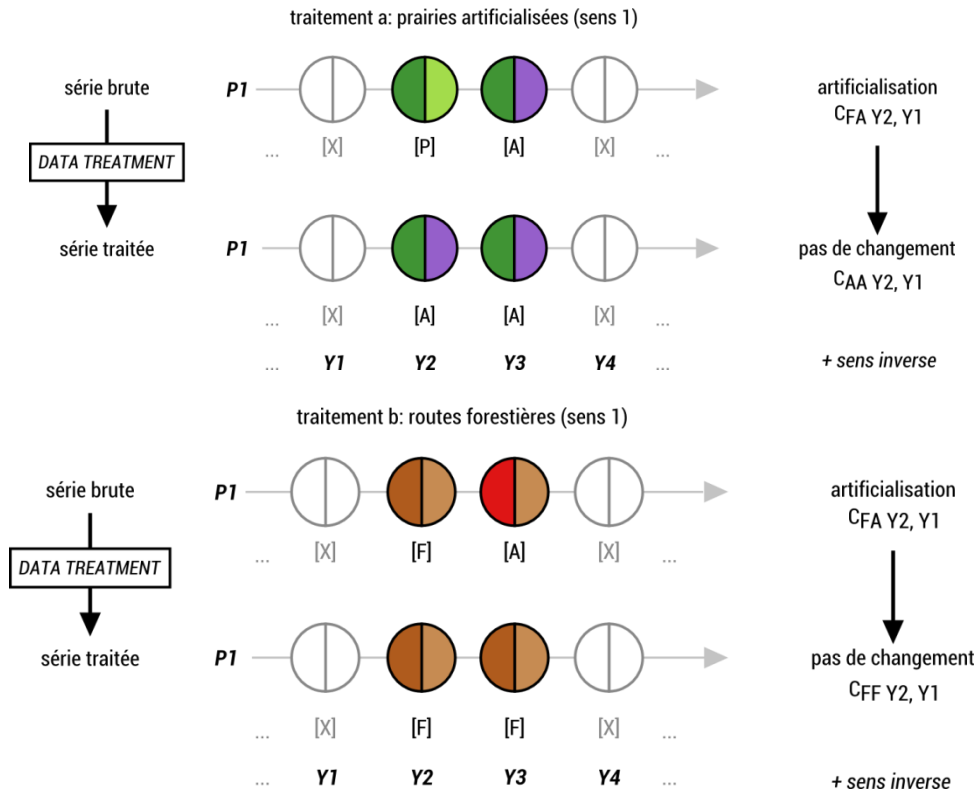 traitement a: prairies artificialisées (sens 1)
série brute
P1
artificialisation
CFA Y2, Y1
... [X] [P] [A] [X] ...
DATA TREATMENT
série traitée
P1
pas de changement
CAA Y2, Y1
... [X] [A] [A] [X] ...
... Y1 Y2 Y3 Y4 ...
+ sens inverse
traitement b: routes forestières (sens 1)
série brute
P1
artificialisation
CFA Y2, Y1
... [X] [F] [A] [X] ...
DATA TREATMENT
série traitée
P1
pas de changement
CFF Y2, Y1
... [X] [F] [F] [X] ...
... Y1 Y2 Y3 Y4 ...
+ sens inverse